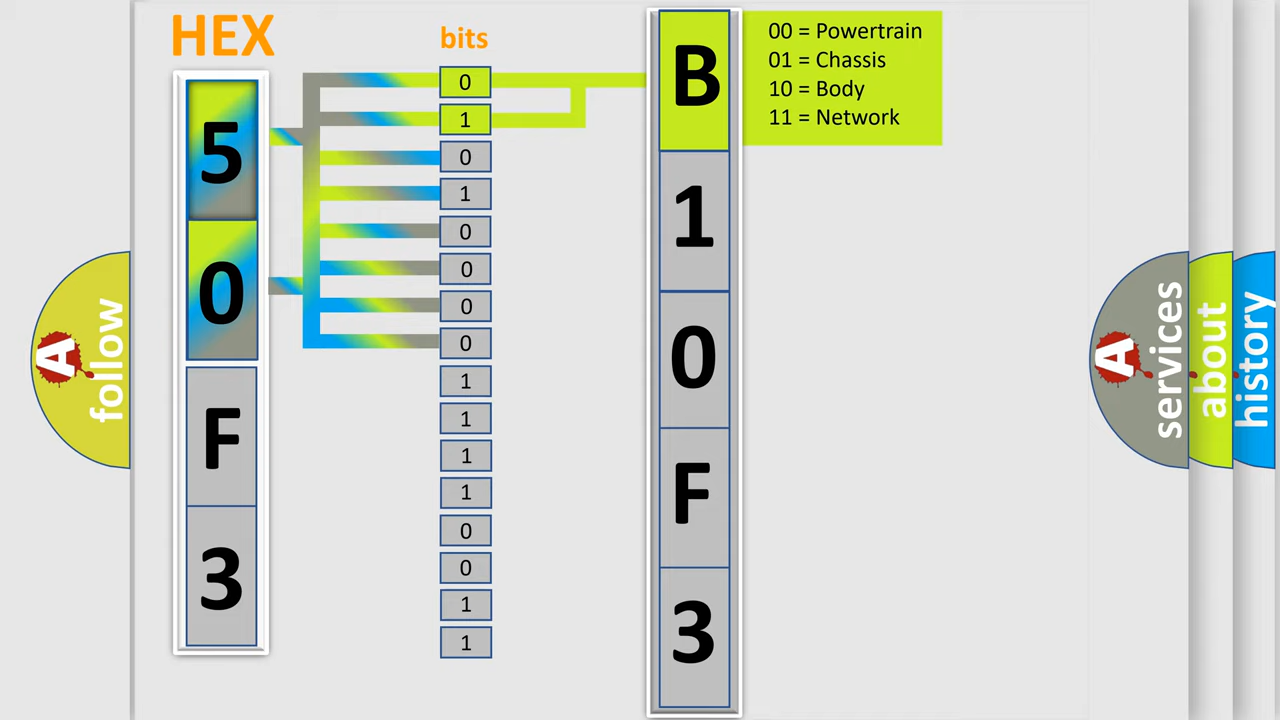 HEX
bits
5
0
F
3
0
1
0
1
0
0
0
0
1
1
1
1
0
0
1
1
B
1
0
F
3
00 = Powertrain
01 = Chassis
10 = Body
11 = Network
A
follow
A
services
about
history